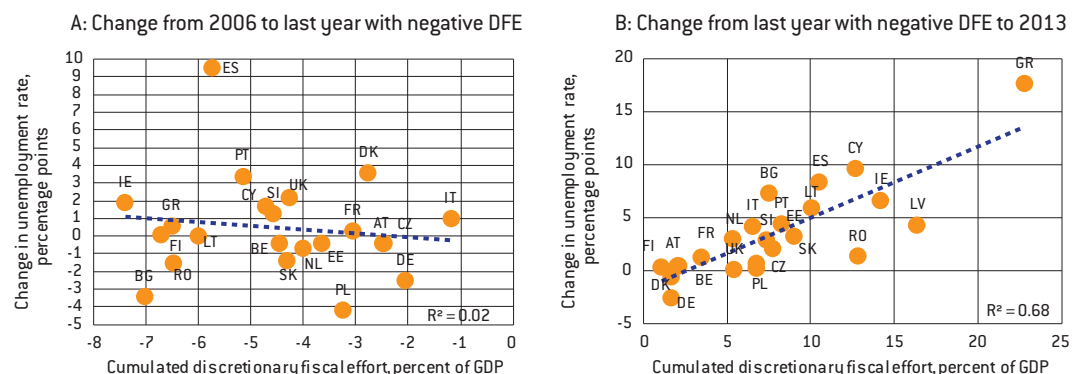 A: Change from 2006 to last year with negative DFE
Change in unemployment rate,
percentage points
10
9
8
7
6
5
4
3
2
1
0
-1
-2
-3
-4
-5
ES
PT
DK
IE
CY
SI
UK
GR
FR
IT
AT
CZ
FI
LT
BE
EE
NL
RO
SK
BG
PL
DE
R² = 0.02
-8
-7
-6
-5
-4
-3
-2
-1
0
Cumulated discretionary fiscal effort, percent of GDP
B: Change from last year with negative DFE to 2013
Change in unemployment rate,
percentage points
20
15
10
5
0
-5
GR
CY
ES
BG
IE
LT
IT
PT
LV
NL
SI
EE
FI
AT
FR
UK
SK
RO
DK
BE
PL
CZ
DE
R² = 0.68
0
5
10
15
20
25
Cumulated discretionary fiscal effort, percent of GDP